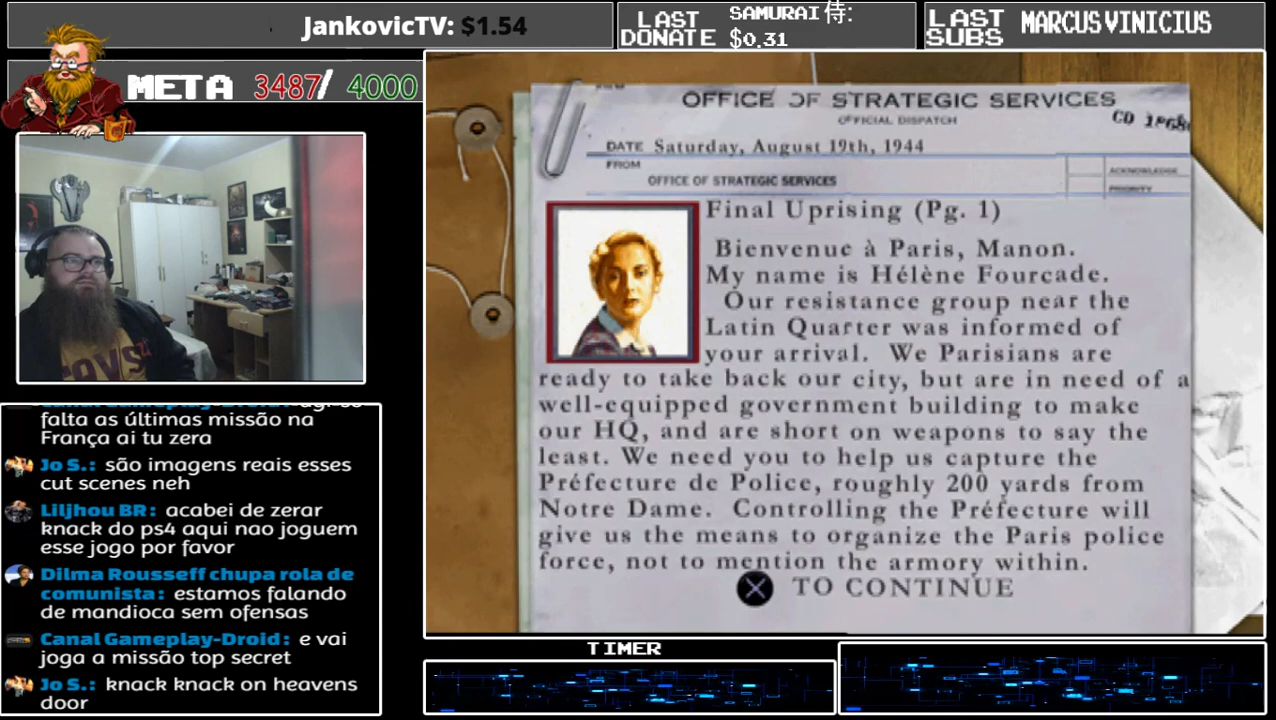 JankovicTV: $1.54
LAST DONATE
SAMURAI 侍:
$0.31
LAST SUBS
MARCUS VINICIUS
META 3487/ 4000
OFFICE OF STRATEGIC SERVICES
OFFICIAL DISPATCH
DATE Saturday, August 19th, 1944
FROM
OFFICE OF STRATEGIC SERVICES
ACKNOWLEDGE
PRIORITY
Final Uprising (Pg. 1)
Bienvenue à Paris, Manon.
My name is Hélène Fourcade.
Our resistance group near the
Latin Quarter was informed of
your arrival. We Parisians are
ready to take back our city, but are in need of a
well-equipped government building to make
our HQ, and are short on weapons to say the
least. We need you to help us capture the
Préfecture de Police, roughly 200 yards from
Notre Dame. Controlling the Préfecture will
give us the means to organize the Paris police
force, not to mention the armory within.
TO CONTINUE
falta as últimas missão na
França ai tu zera
Jo S.: são imagens reais esses
cut scenes neh
Liljhou BR: acabei de zerar
knack do ps4 aqui nao joguem
esse jogo por favor
Dilma Rousseff chupa rola de
comunista: estamos falando
de mandioca sem ofensas
Canal Gameplay-Droid: e vai
joga a missão top secret
Jo S.: knack knack on heavens
door
TIMER